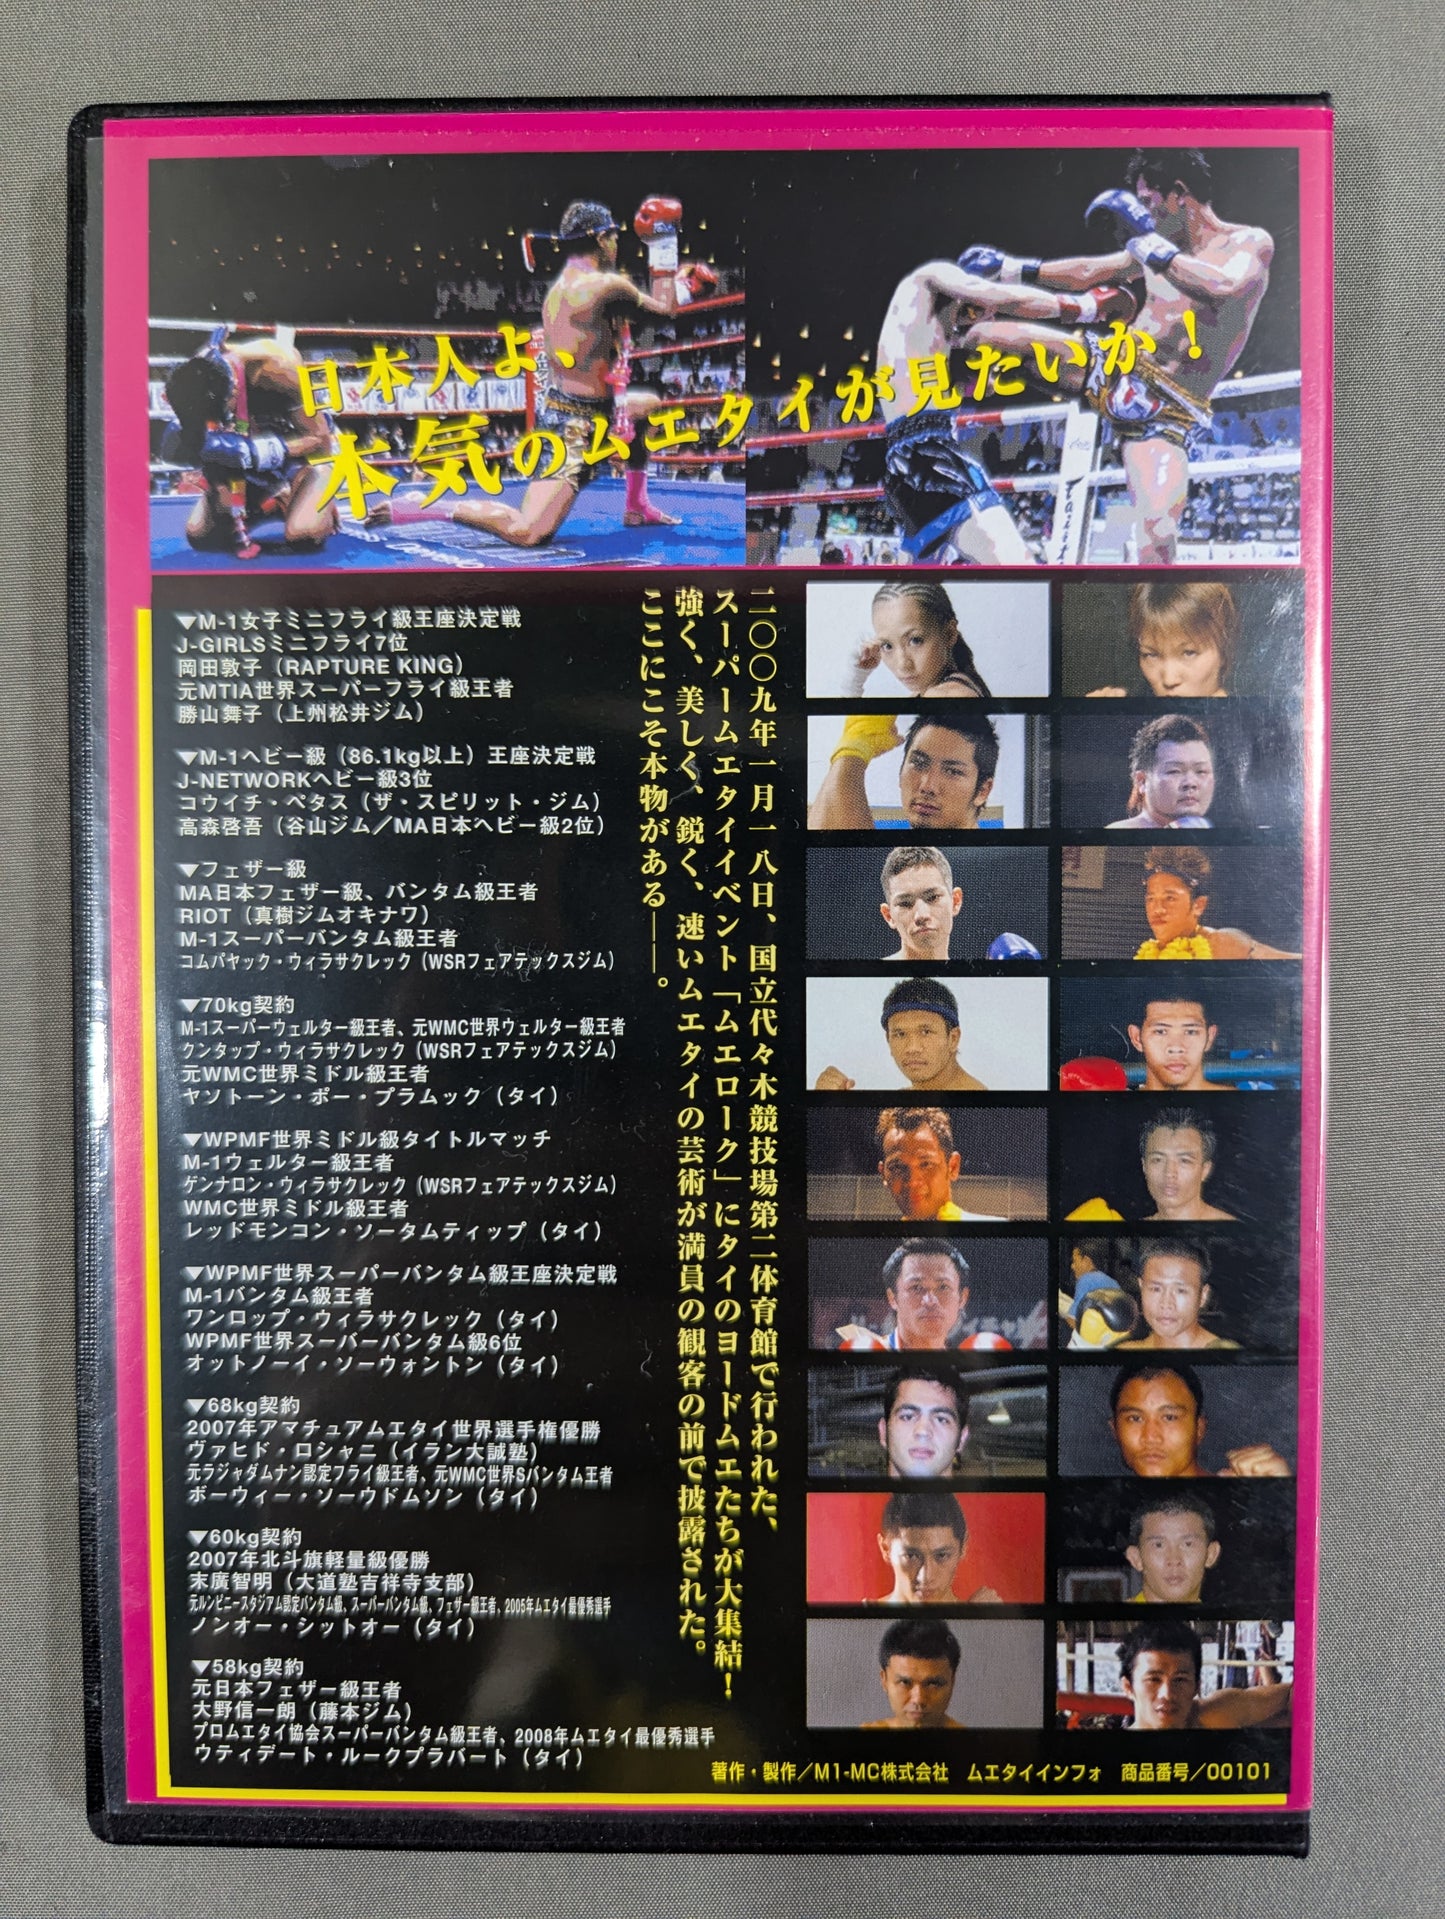 日本人よ、
本気のムエタイが見たいか！
二〇〇九年一月一八日、国立代々木競技場第二体育館で行われた、
スーパームエタイイベント「ムエローク」にタイのヨードムエたちが大集結！
強く、美しく、鋭く、速いムエタイの芸術が満員の観客の前で披露された。
ここにこそ本物がある――。
▼M-1女子ミニフライ級王座決定戦
J-GIRLSミニフライ7位
岡田敦子（RAPTURE KING）
元MTIA世界スーパーフライ級王者
勝山舞子（上州松井ジム）
▼M-1ヘビー級（86.1kg以上）王座決定戦
J-NETWORKヘビー級3位
コウイチ・ペタス（ザ・スピリット・ジム）
高森啓吾（谷山ジム／MA日本ヘビー級2位）
▼フェザー級
MA日本フェザー級、バンタム級王者
RIOT（真樹ジムオキナワ）
M-1スーパーバンタム級王者
コムパヤック・ウィラサクレック（WSRフェアテックスジム）
▼70kg契約
M-1スーパーウェルター級王者、元WMC世界ウェルター級王者
クンタップ・ウィラサクレック（WSRフェアテックスジム）
元WMC世界ミドル級王者
ヤントーン・ポー・プラムック（タイ）
▼WPMF世界ミドル級タイトルマッチ
M-1ウェルター級王者
ゲンナロン・ウィラサクレック（WSRフェアテックスジム）
WMC世界ミドル級王者
レッドモンコン・ソータムティップ（タイ）
▼WPMF世界スーパーバンタム級王座決定戦
M-1バンタム級王者
ワンロップ・ウィラサクレック（タイ）
WPMF世界スーパーバンタム級6位
オットノーイ・ソーウォントン（タイ）
▼68kg契約
2007年アマチュアムエタイ世界選手権優勝
ヴァヒド・ロシャニ（イラン大誠塾）
元ラジャダムナン認定フライ級王者、元WMC世界Sバンタム王者
ボーウィー・ソーウドムソン（タイ）
▼60kg契約
2007年北斗旗軽量級優勝
末廣智明（大道塾吉祥寺支部）
元ルンピニースタジアム認定バンタム級、スーパーバンタム級、フェザー級王者、2005年ムエタイ最優秀選手
ノンオー・シットオー（タイ）
▼58kg契約
元日本フェザー級王者
大野信一朗（藤本ジム）
プロムエタイ協会スーパーバンタム級王者、2008年ムエタイ最優秀選手
ウティデート・ルークプラバート（タイ）
著作・製作／M1-MC株式会社　ムエタイインフォ　商品番号／00101